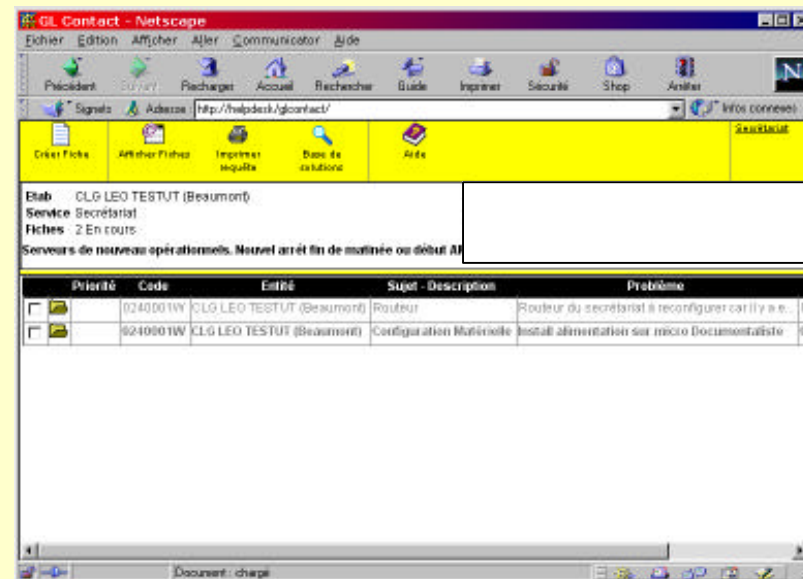 GL Contact - Netscape
Fichier Edition Afficher Aller Communicator Aide
Précédent Suivant Recharger Accueil Rechercher Guide Imprimer Sécurité Shop Arrêter
Signets Adresse : http://helpdesk/glcontact/ Infos connexes
Créer Fiche Afficher Fiches Imprimer requête Base de solutions Aide Secrétariat
Etab CLG LEO TESTUT (Beaumont)
Service Secrétariat
Fiches 2 En cours
Serveurs de nouveau opérationnels. Nouvel arrêt fin de matinée ou début
Priorité Code Entité Sujet - Description Problème
0240001W CLG LEO TESTUT (Beaumont) Routeur Routeur du secrétariat à reconfigurer car il y a e...
0240001W CLG LEO TESTUT (Beaumont) Configuration Matérielle Install alimentation sur micro Documentaliste
Document : chargé